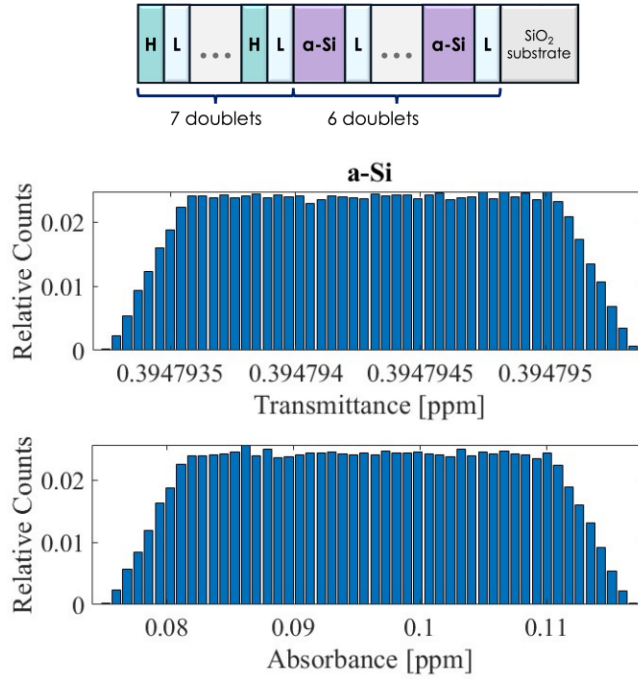 H L ... H L a-Si L ... a-Si L SiO₂
substrate
7 doublets 6 doublets
a-Si
Relative Counts
0.02
0.01
0
0.3947935 0.394794 0.3947945 0.394795
Transmittance [ppm]
Relative Counts
0.02
0.01
0
0.08 0.09 0.1 0.11
Absorbance [ppm]